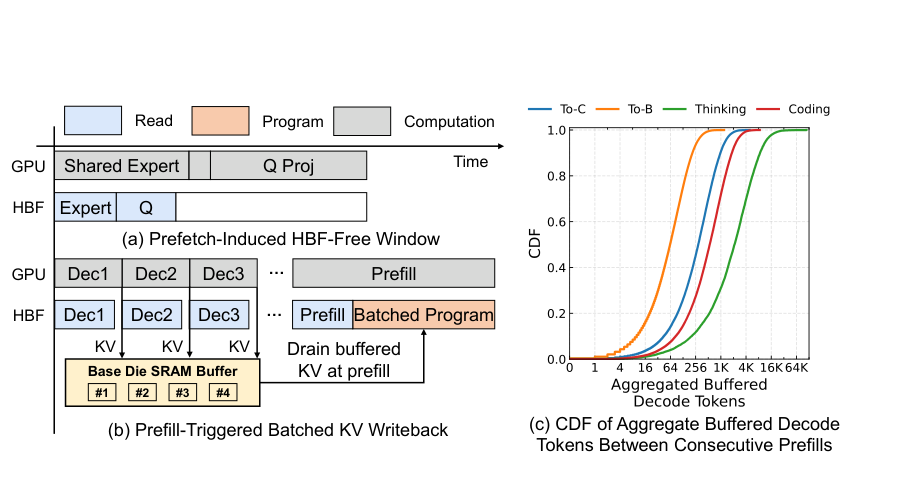 Read Program Computation
Time
GPU Shared Expert Q Proj
HBF Expert Q
(a) Prefetch-Induced HBF-Free Window
GPU Dec1 Dec2 Dec3 ... Prefill
HBF Dec1 Dec2 Dec3 ... Prefill Batched Program
KV KV KV
Drain buffered
KV at prefill
Base Die SRAM Buffer
#1 #2 #3 #4
(b) Prefill-Triggered Batched KV Writeback
To-C To-B Thinking Coding
CDF
1.0
0.8
0.6
0.4
0.2
0.0
0 1 4 16 64 256 1K 4K 16K 64K
Aggregated Buffered
Decode Tokens
(c) CDF of Aggregate Buffered Decode
Tokens Between Consecutive Prefills